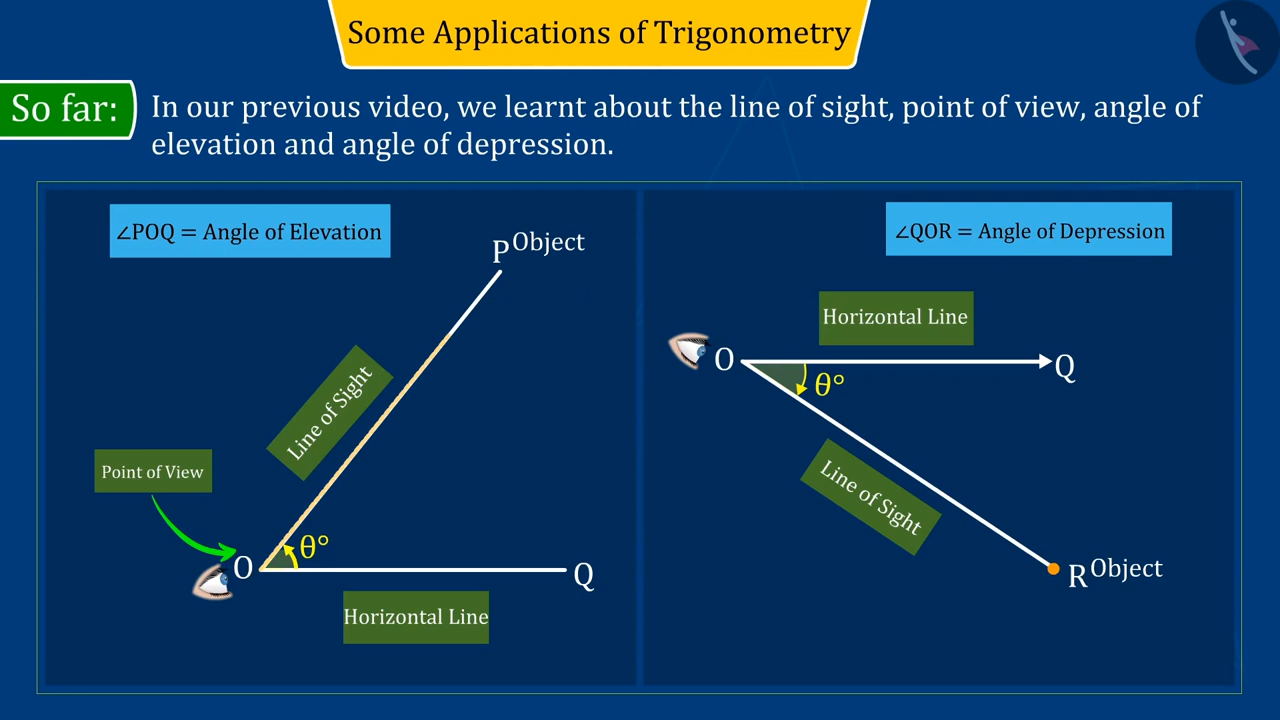 Some Applications of Trigonometry
So far:
In our previous video, we learnt about the line of sight, point of view, angle of
elevation and angle of depression.
∠POQ = Angle of Elevation
P Object
Line of Sight
Point of View
O
θ°
Q
Horizontal Line
∠QOR = Angle of Depression
Horizontal Line
O
Q
θ°
Line of Sight
R Object